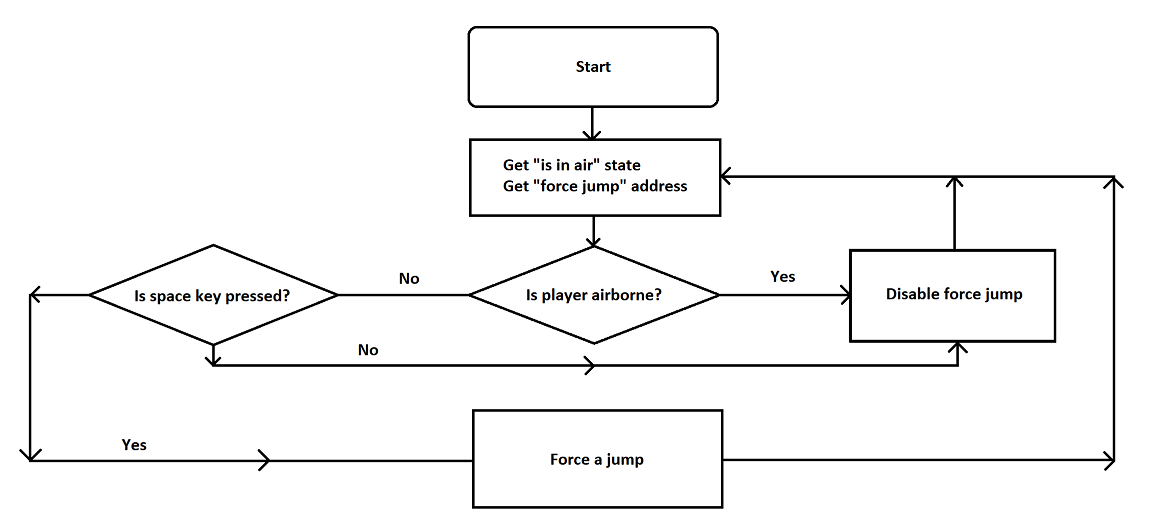 Start
Get "is in air" state
Get "force jump" address
No
Yes
Is space key pressed?
Is player airborne?
Disable force jump
No
Yes
Force a jump